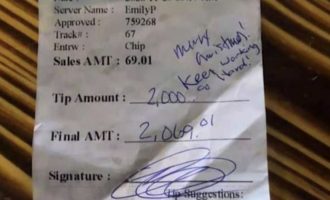 Server Name : EmilyP
Approved : 759268
Track# : 67
Entrw : Chip
Sales AMT : 69.01
Merry Christmas!
Keep working so hard!
Tip Amount : 2,000.
Final AMT : 2,069.01
Signature :
Tip Suggestions: